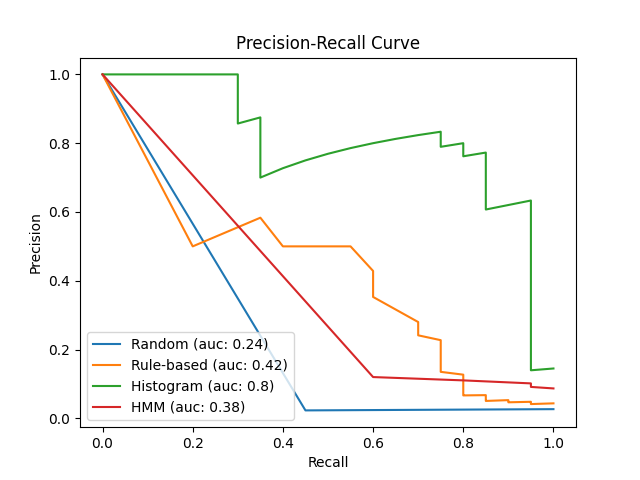 Precision-Recall Curve
Precision
1.0
0.8
0.6
0.4
0.2
0.0
Random (auc: 0.24)
Rule-based (auc: 0.42)
Histogram (auc: 0.8)
HMM (auc: 0.38)
0.0 0.2 0.4 0.6 0.8 1.0
Recall